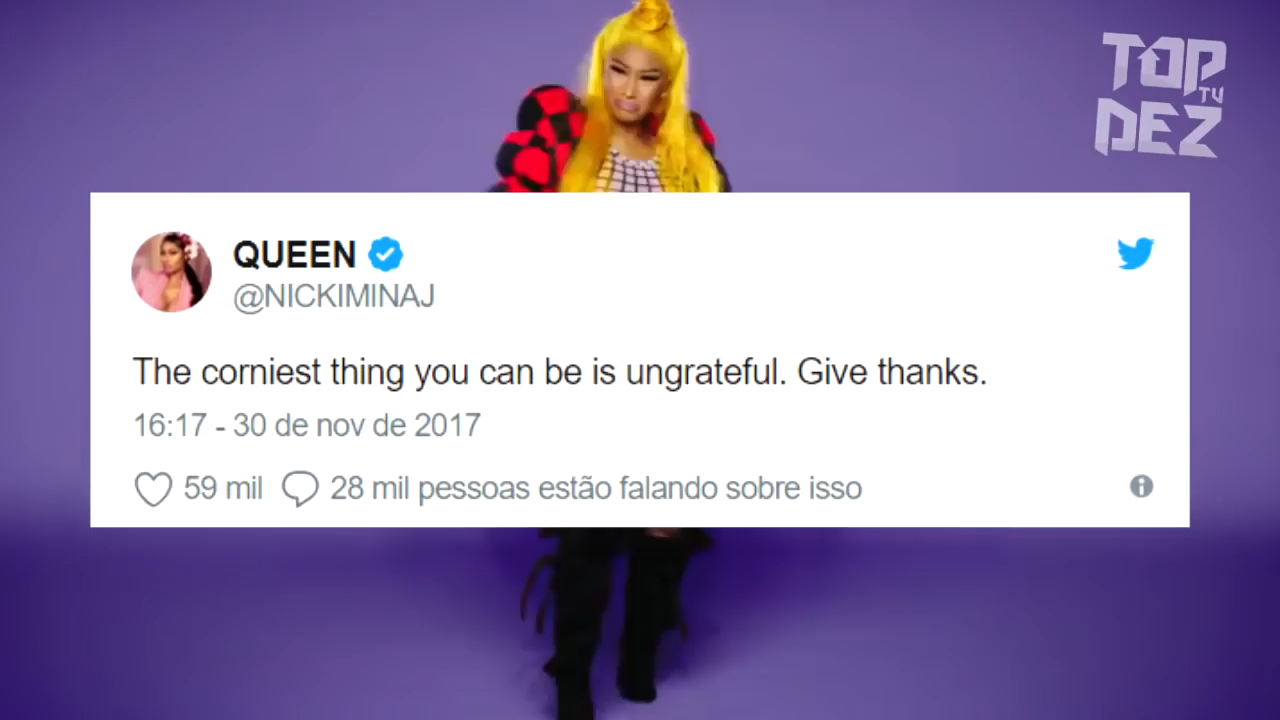 TOP
TV
DEZ
QUEEN
@NICKIMINAJ
The corniest thing you can be is ungrateful. Give thanks.
16:17 - 30 de nov de 2017
59 mil 28 mil pessoas estão falando sobre isso